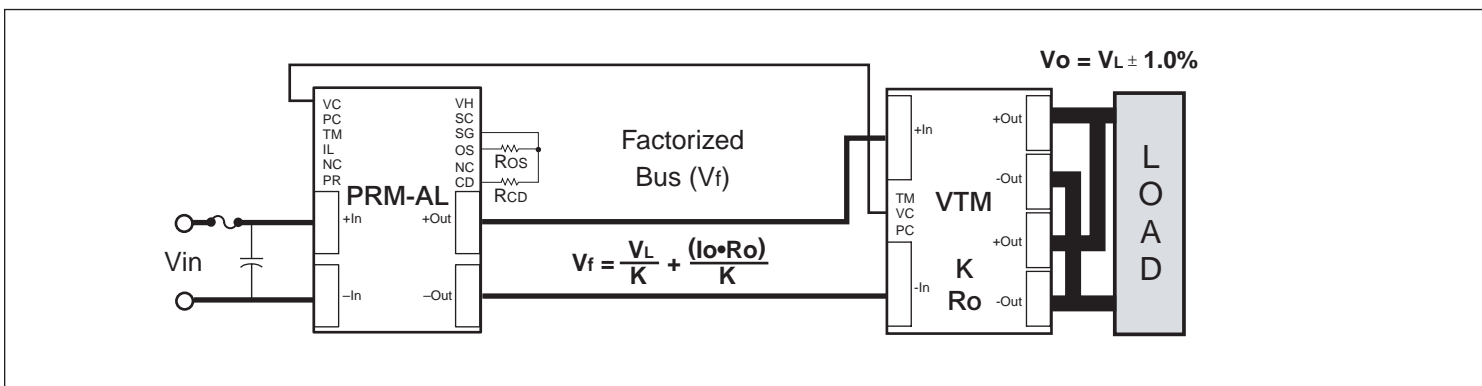 Vo = VL ± 1.0%
VC
PC
TM
IL
NC
PR
VH
SC
SG
OS
NC
CD
ROS
RCD
PRM-AL
+In
+Out
–In
–Out
Vin
Factorized
Bus (Vf)
Vf = VL/K + (Io•Ro)/K
+In
TM
VC
PC
-In
VTM
K
Ro
+Out
-Out
+Out
-Out
L
O
A
D